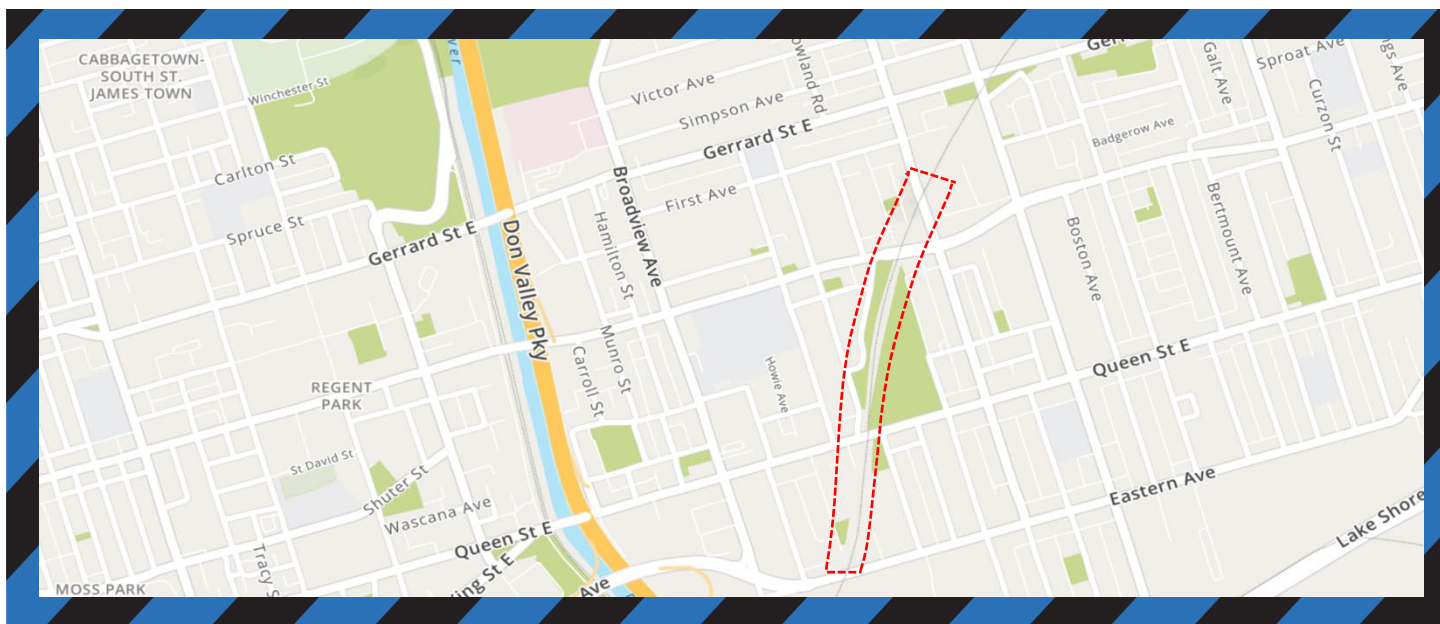 CABBAGETOWN-
SOUTH ST.
JAMES TOWN
Winchester St
Carlton St
Spruce St
Gerrard St E
Don Valley Pky
Broadview Ave
Hamilton St
Victor Ave
Simpson Ave
Gerrard St E
First Ave
Badgerow Ave
Galt Ave
Sproat Ave
Curzon St
Boston Ave
Bertmount Ave
Munro St
Carroll St
Howie Ave
REGENT
PARK
St David St
Shuter St
Wascana Ave
Queen St E
Queen St E
Eastern Ave
Lake Shore
Tracy S
MOSS PARK
Ave